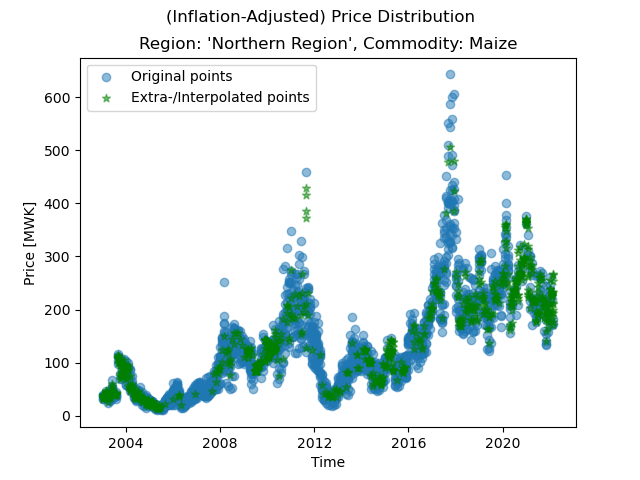 (Inflation-Adjusted) Price Distribution
Region: 'Northern Region', Commodity: Maize
Original points
Extra-/Interpolated points
Price [MWK]
600
500
400
300
200
100
0
2004 2008 2012 2016 2020
Time